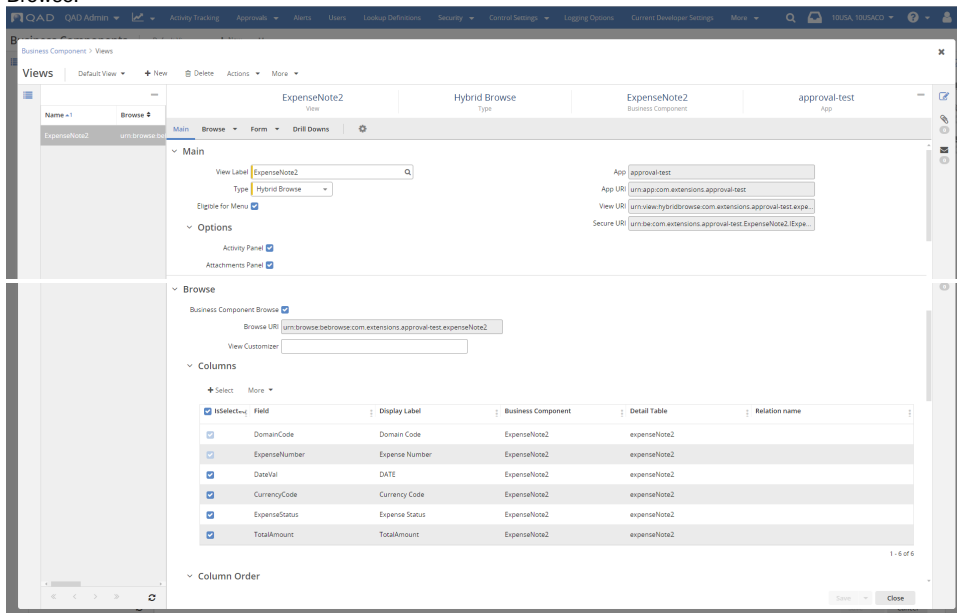 QAD QAD Admin Activity Tracking Approvals Alerts Users Lookup Definitions Security Control Settings Logging Options Current Developer Settings More 10USA, 10USACO
Business Component > Views
Views Default View + New Delete Actions More
ExpenseNote2 Hybrid Browse ExpenseNote2 approval-test
View Type Business Component App
Name 1 Browse
ExpenseNote2 urn:browse:be
Main Browse Form Drill Downs
Main
View Label ExpenseNote2 App approval-test
Type Hybrid Browse App URI urn:app:com.extensions.approval-test
Eligible for Menu View URI urn:view:hybridbrowse:com.extensions.approval-test.expe...
Secure URI urn:be:com.extensions.approval-test.ExpenseNote2.IExpe...
Options
Activity Panel
Attachments Panel
Browse
Business Component Browse
Browse URI urn:browse:bebrowse:com.extensions.approval-test.expenseNote2
View Customizer
Columns
+ Select More
IsSelect Field Display Label Business Component Detail Table Relation name
DomainCode Domain Code ExpenseNote2 expenseNote2
ExpenseNumber Expense Number ExpenseNote2 expenseNote2
DateVal DATE ExpenseNote2 expenseNote2
CurrencyCode Currency Code ExpenseNote2 expenseNote2
ExpenseStatus Expense Status ExpenseNote2 expenseNote2
TotalAmount TotalAmount ExpenseNote2 expenseNote2
1 - 6 of 6
Column Order
Save Close